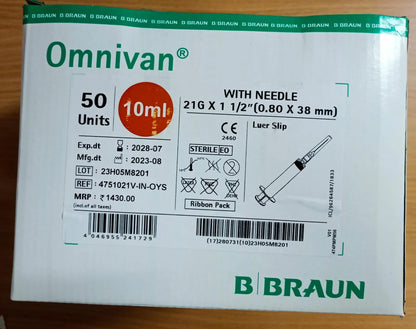 Omnivan®
50
Units
10ml
WITH NEEDLE
21G X 1 1/2"(0.80 X 38 mm)
CE
2460
Luer Slip
Exp.dt : 2028-07
Mfg.dt : 2023-08
LOT : 23H05M8201
REF : 4751021V-IN-OYS
MRP : ₹ 1430.00
(incl.of all taxes)
STERILE EO
Ribbon Pack
4 046955 241729
(17)280731(10)23H05M8201
V01
B BRAUN